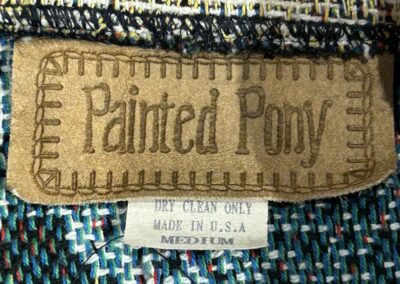 Painted Pony
DRY CLEAN ONLY
MADE IN U.S.A
MEDIUM